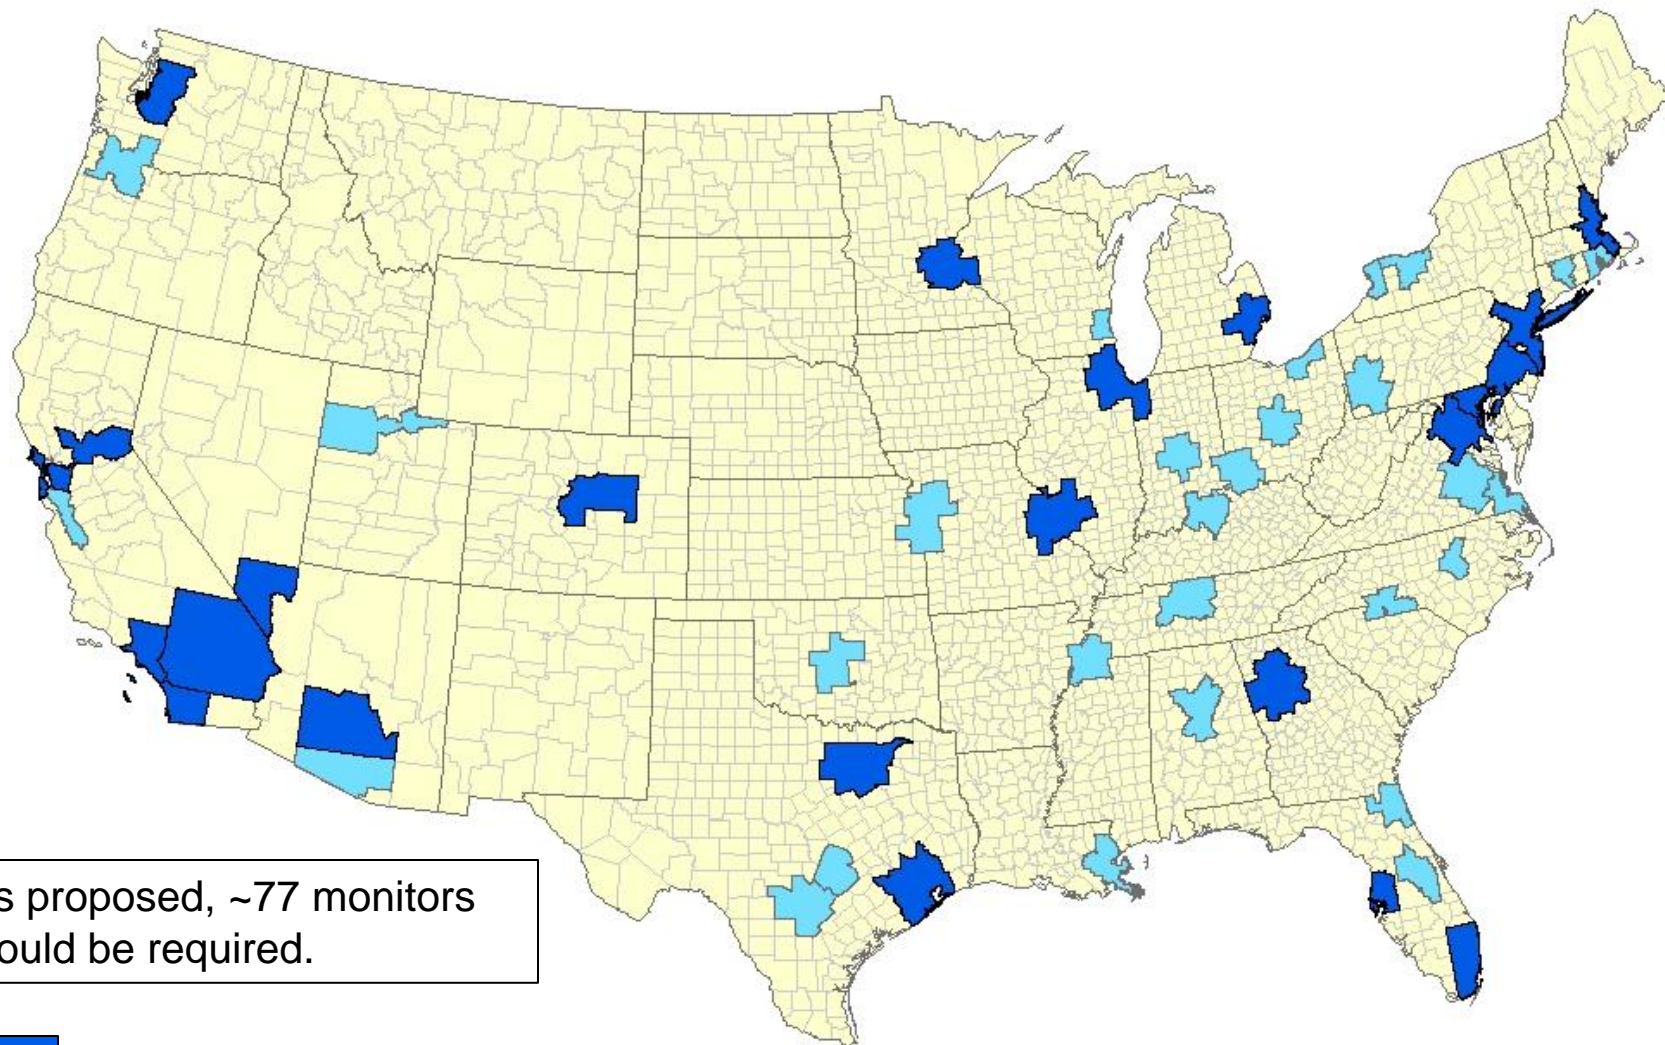 s proposed, ~77 monitors
ould be required.